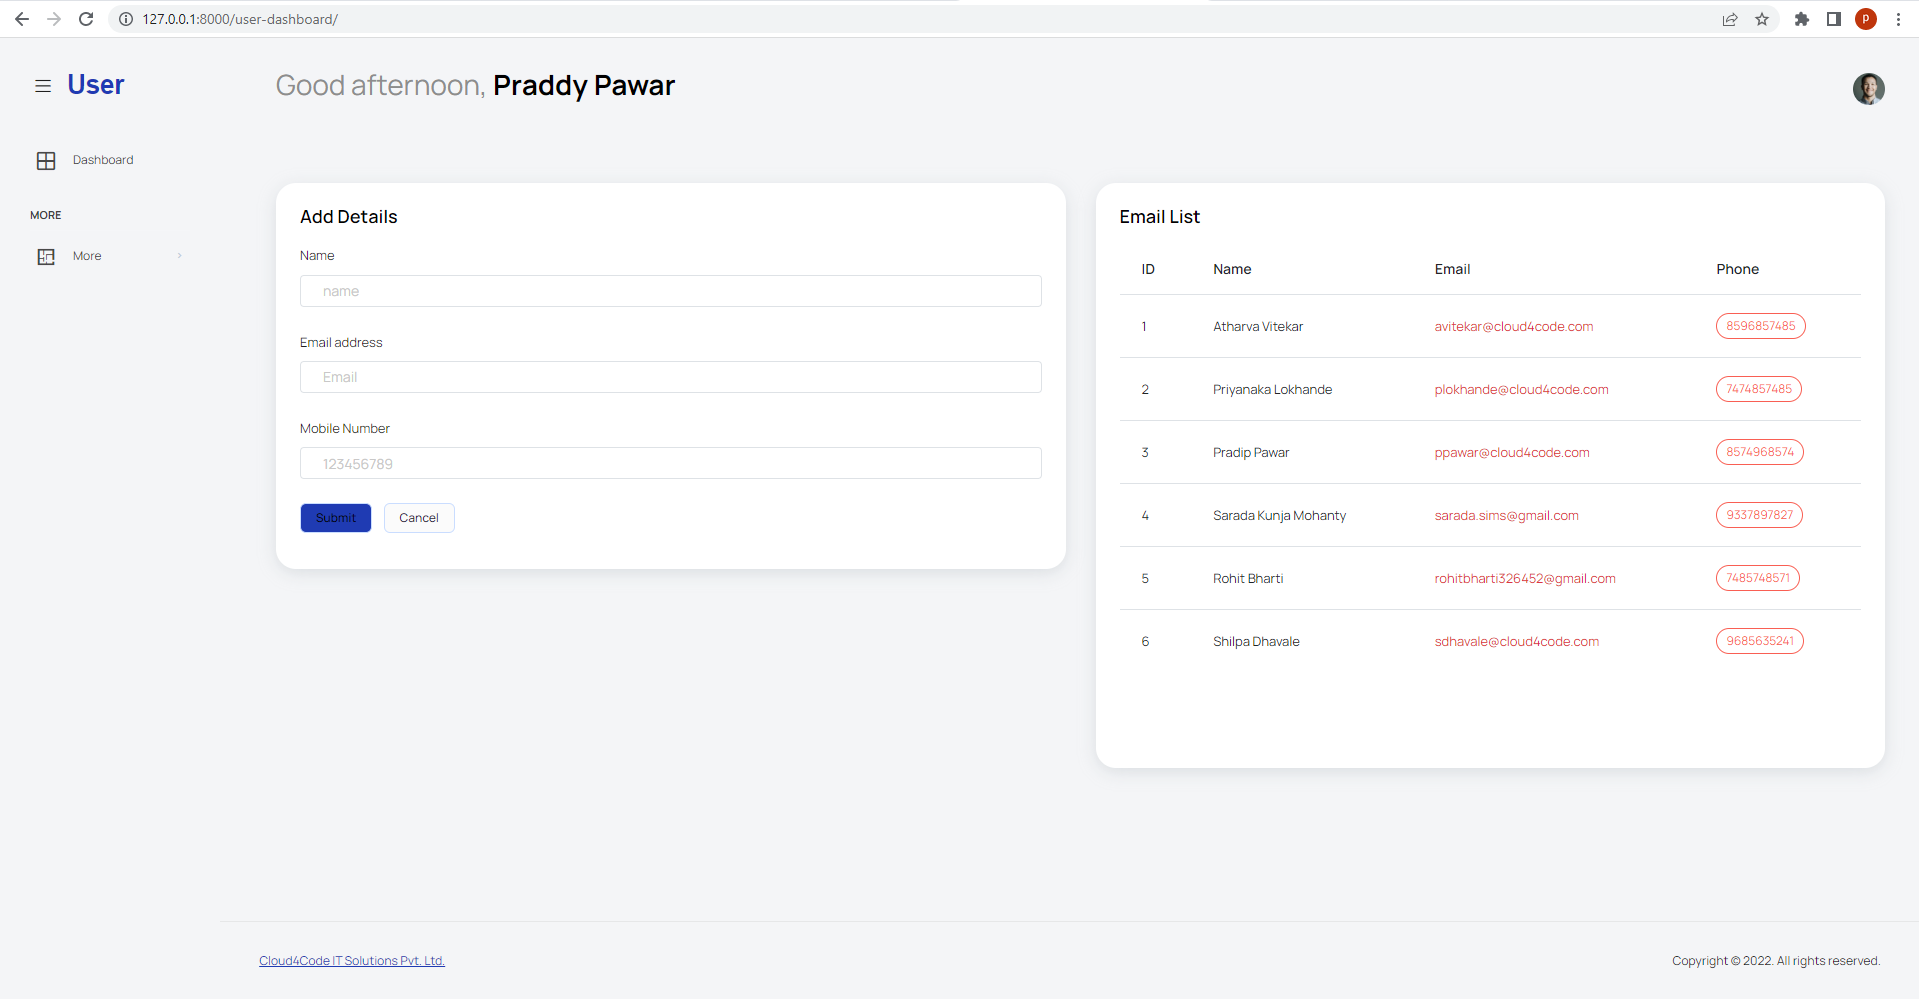 127.0.0.1:8000/user-dashboard/
P
User
Good afternoon, Praddy Pawar
Dashboard
MORE
More
Add Details
Name
name
Email address
Email
Mobile Number
123456789
Submit Cancel
Email List
ID Name Email Phone
1 Atharva Vitekar avitekar@cloud4code.com 8596857485
2 Priyanaka Lokhande plokhande@cloud4code.com 7474857485
3 Pradip Pawar ppawar@cloud4code.com 8574968574
4 Sarada Kunja Mohanty sarada.sims@gmail.com 9337897827
5 Rohit Bharti rohitbharti326452@gmail.com 7485748571
6 Shilpa Dhavale sdhavale@cloud4code.com 9685635241
Cloud4Code IT Solutions Pvt. Ltd.
Copyright © 2022. All rights reserved.